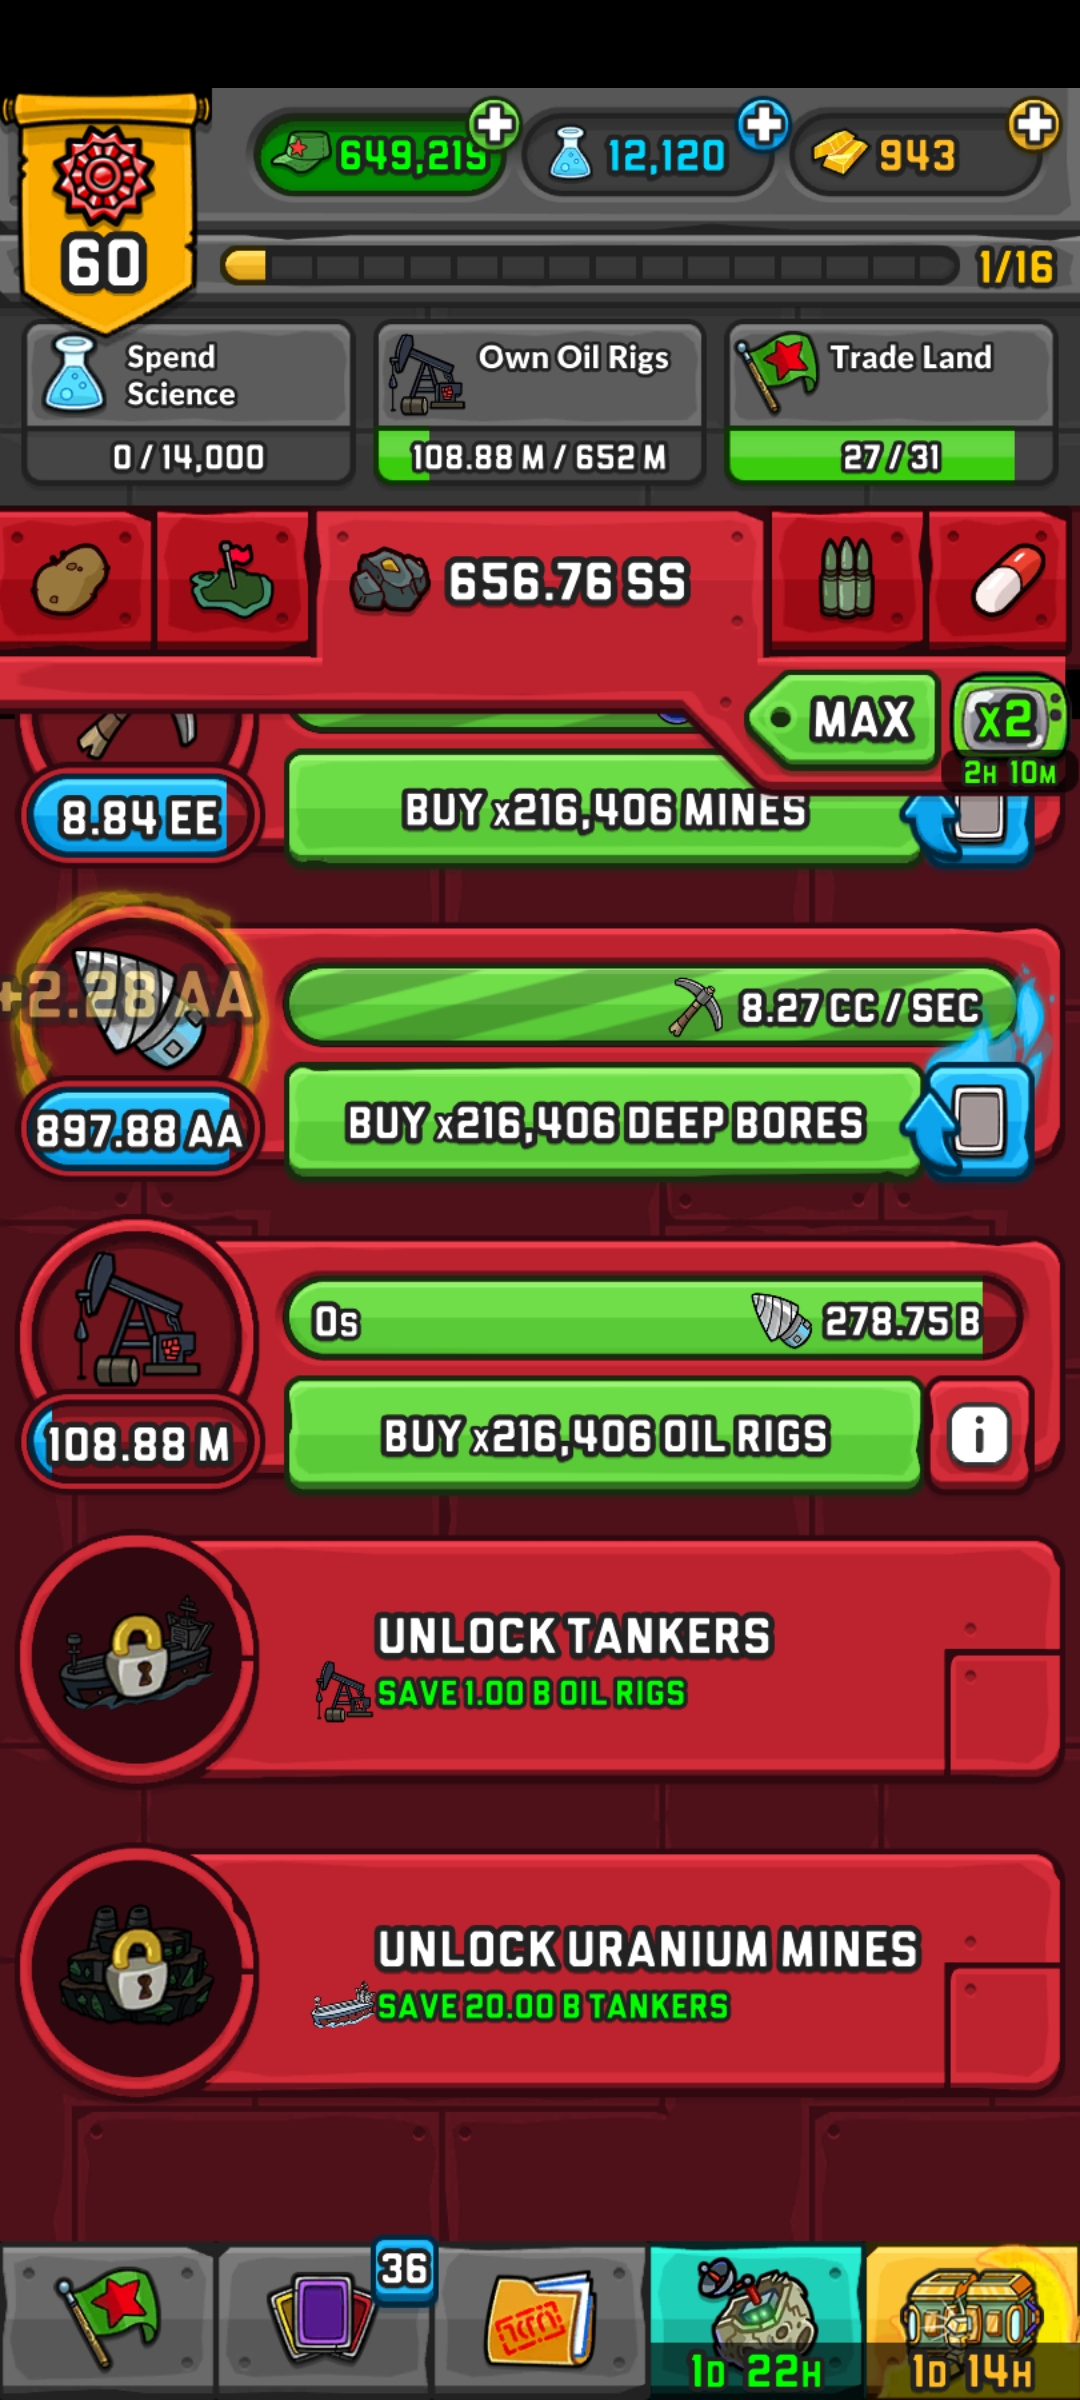 60
649,219
12,120
943
1/16
Spend
Science
0/14,000
Own Oil Rigs
108.88 M / 652 M
Trade Land
27/31
656.76 SS
MAX
x2
2H 10M
8.84 EE
BUY x216,406 MINES
+2.28 AA
8.27 CC / SEC
897.88 AA
BUY x216,406 DEEP BORES
0s
278.75 B
108.88 M
BUY x216,406 OIL RIGS
i
UNLOCK TANKERS
SAVE 1.00 B OIL RIGS
UNLOCK URANIUM MINES
SAVE 20.00 B TANKERS
36
1D 22H
1D 14H